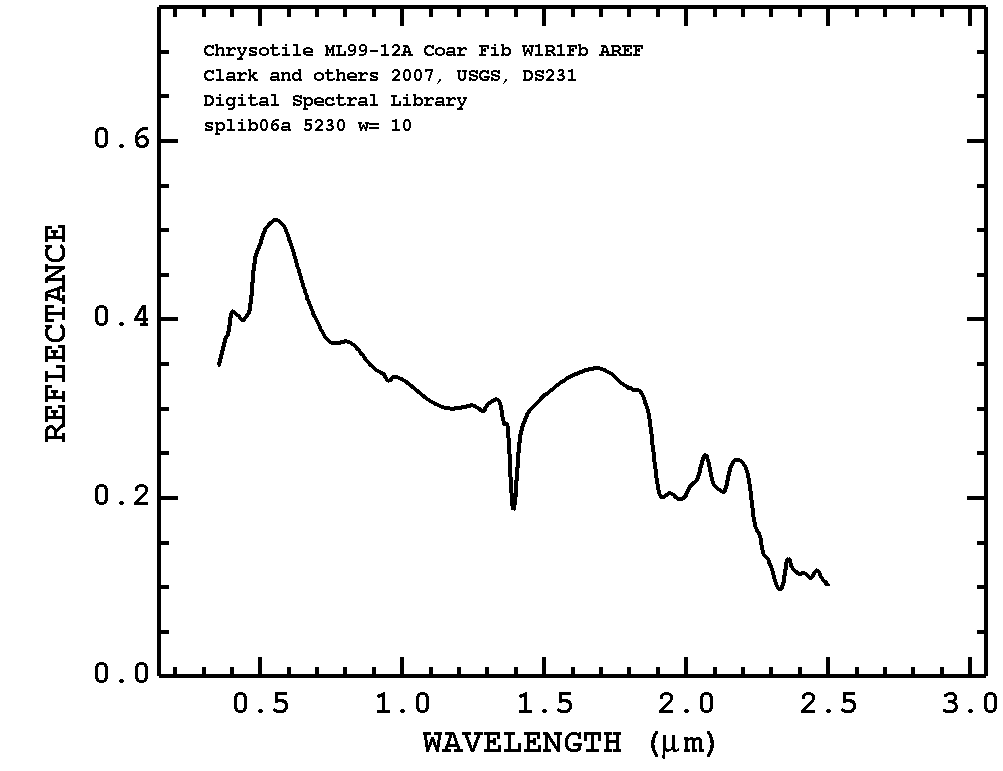 Chrysotile ML99-12A Coar Fib W1R1Fb AREF
Clark and others 2007, USGS, DS231
Digital Spectral Library
splib06a 5230 w= 10
REFLECTANCE
0.6
0.4
0.2
0.0
0.5 1.0 1.5 2.0 2.5 3.0
WAVELENGTH (μm)